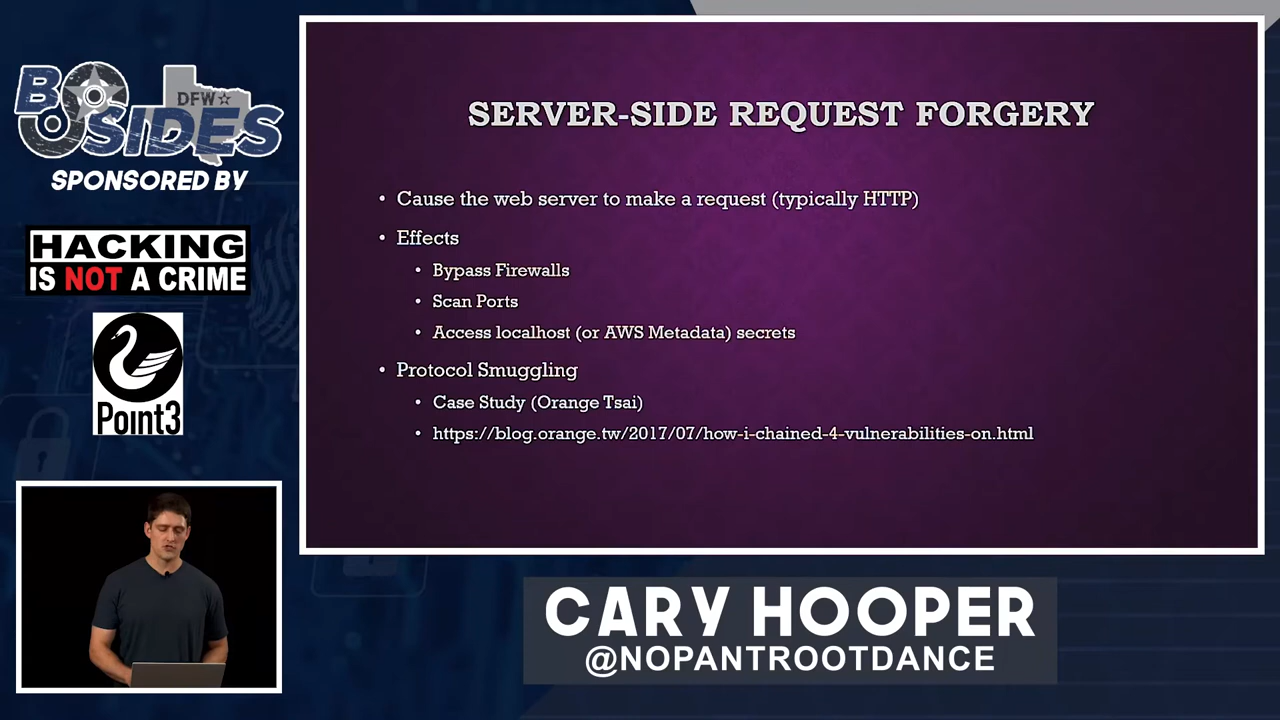 BSIDES
DFW
SPONSORED BY
HACKING
IS NOT A CRIME
Point3
SERVER-SIDE REQUEST FORGERY
• Cause the web server to make a request (typically HTTP)
• Effects
• Bypass Firewalls
• Scan Ports
• Access localhost (or AWS Metadata) secrets
• Protocol Smuggling
• Case Study (Orange Tsai)
• https://blog.orange.tw/2017/07/how-i-chained-4-vulnerabilities-on.html
CARY HOOPER
@NOPANTROOTDANCE